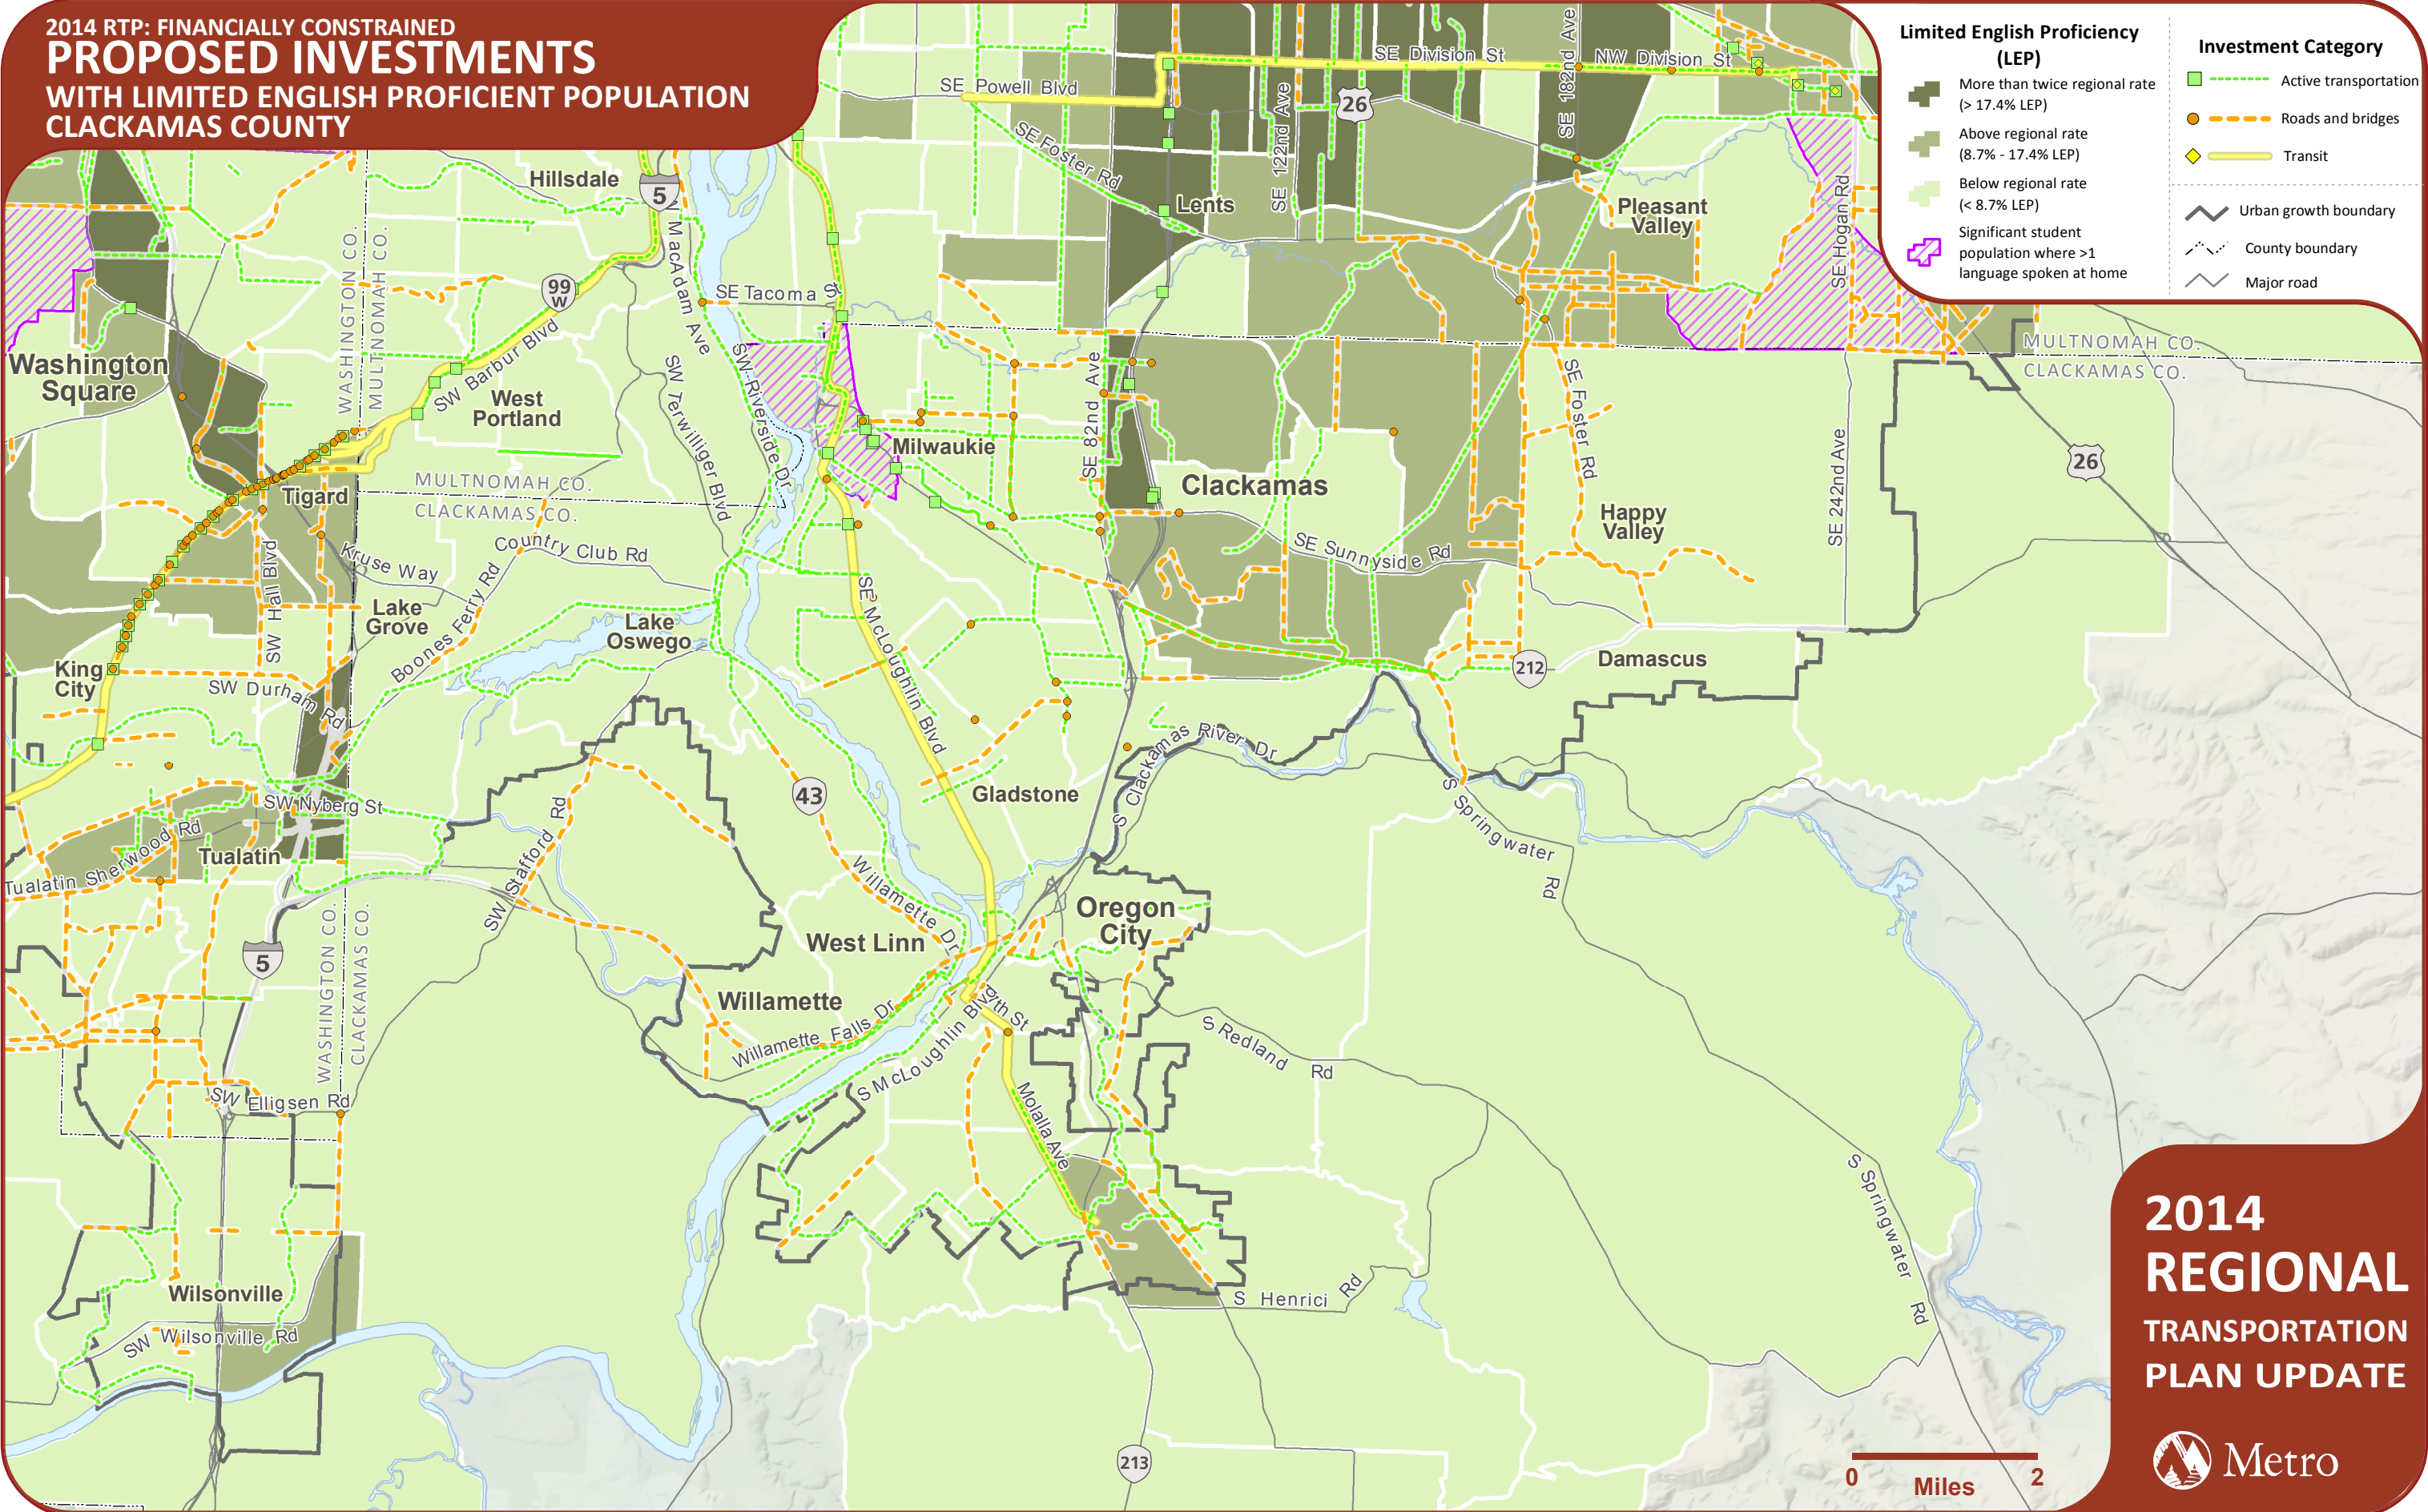 2014 RTP: FINANCIALLY CONSTRAINED
PROPOSED INVESTMENTS
WITH LIMITED ENGLISH PROFICIENT POPULATION
CLACKAMAS COUNTY
Limited English Proficiency
(LEP)
More than twice regional rate
(> 17.4% LEP)
Above regional rate
(8.7% - 17.4% LEP)
Below regional rate
(< 8.7% LEP)
Significant student
population where >1
language spoken at home
Investment Category
Active transportation
Roads and bridges
Transit
Urban growth boundary
County boundary
Major road
SE Powell Blvd
SE Division St
NW Division St
SE 182nd Ave
SE 122nd Ave
26
SE Foster Rd
Lents
Pleasant
Valley
SE Hogan Rd
Hillsdale
5
WASHINGTON CO.
MULTNOMAH CO.
99
W
SE Tacoma St
SW Barbur Blvd
Washington
Square
West
Portland
SW Terwilliger Blvd
SW Riverside Dr
Milwaukie
SE 82nd Ave
Clackamas
SE Foster Rd
MULTNOMAH CO.
CLACKAMAS CO.
26
SE 242nd Ave
Happy
Valley
SE Sunnyside Rd
Tigard
MULTNOMAH CO.
CLACKAMAS CO.
Kruse Way
Country Club Rd
SW Hall Blvd
Lake
Grove
Boones Ferry Rd
Lake
Oswego
SE McLoughlin Blvd
King
City
SW Durham Rd
212
Damascus
S Clackamas River Dr
43
Gladstone
S Springwater Rd
SW Nyberg St
Tualatin Sherwood Rd
Tualatin
SW Stafford Rd
Willamette Dr
Oregon
City
West Linn
5
WASHINGTON CO.
CLACKAMAS CO.
Willamette
Willamette Falls Dr
S McLoughlin Blvd
7th St
S Redland Rd
SW Elligsen Rd
Molalla Ave
S Springwater Rd
Wilsonville
SW Wilsonville Rd
S Henrici Rd
213
0
2
Miles
2014
REGIONAL
TRANSPORTATION
PLAN UPDATE
Metro